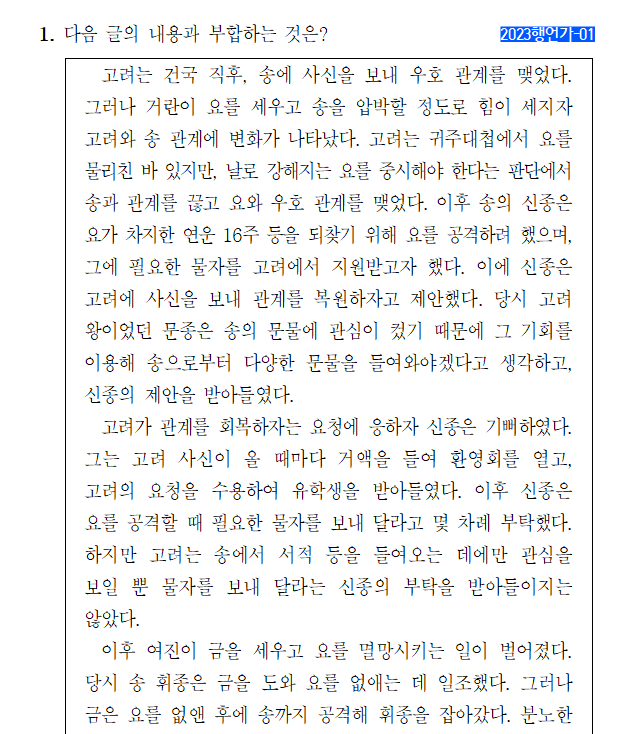 1. 다음 글의 내용과 부합하는 것은? 2023행언가-01
고려는 건국 직후, 송에 사신을 보내 우호 관계를 맺었다.
그러나 거란이 요를 세우고 송을 압박할 정도로 힘이 세지자
고려와 송 관계에 변화가 나타났다. 고려는 귀주대첩에서 요를
물리친 바 있지만, 날로 강해지는 요를 중시해야 한다는 판단에서
송과 관계를 끊고 요와 우호 관계를 맺었다. 이후 송의 신종은
요가 차지한 연운 16주 등을 되찾기 위해 요를 공격하려 했으며,
그에 필요한 물자를 고려에서 지원받고자 했다. 이에 신종은
고려에 사신을 보내 관계를 복원하자고 제안했다. 당시 고려
왕이었던 문종은 송의 문물에 관심이 컸기 때문에 그 기회를
이용해 송으로부터 다양한 문물을 들여와야겠다고 생각하고,
신종의 제안을 받아들였다.
고려가 관계를 회복하자는 요청에 응하자 신종은 기뻐하였다.
그는 고려 사신이 올 때마다 거액을 들여 환영회를 열고,
고려의 요청을 수용하여 유학생을 받아들였다. 이후 신종은
요를 공격할 때 필요한 물자를 보내 달라고 몇 차례 부탁했다.
하지만 고려는 송에서 서적 등을 들여오는 데에만 관심을
보일 뿐 물자를 보내 달라는 신종의 부탁을 받아들이지는
않았다.
이후 여진이 금을 세우고 요를 멸망시키는 일이 벌어졌다.
당시 송 휘종은 금을 도와 요를 없애는 데 일조했다. 그러나
금은 요를 없앤 후에 송까지 공격해 휘종을 잡아갔다. 분노한